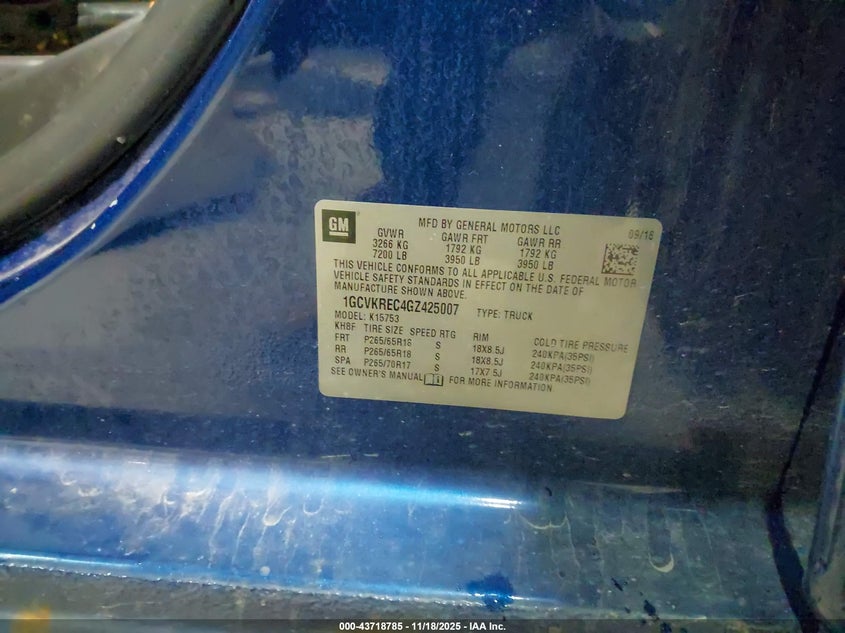 GM
MFD BY GENERAL MOTORS LLC
09/16
GVWR GAWR FRT GAWR RR
3266 KG 1792 KG 1792 KG
7200 LB 3950 LB 3950 LB
THIS VEHICLE CONFORMS TO ALL APPLICABLE U.S. FEDERAL MOTOR
VEHICLE SAFETY STANDARDS IN EFFECT ON THE DATE OF
MANUFACTURE SHOWN ABOVE.
1GCVKREC4GZ425007 TYPE: TRUCK
MODEL: K15753
KH8F TIRE SIZE SPEED RTG RIM COLD TIRE PRESSURE
FRT P265/65R18 S 18X8.5J 240KPA(35PSI)
RR P265/65R18 S 18X8.5J 240KPA(35PSI)
SPA P265/70R17 S 17X7.5J 240KPA(35PSI)
SEE OWNER'S MANUAL FOR MORE INFORMATION.
000-43718785 - 11/18/2025 - IAA Inc.